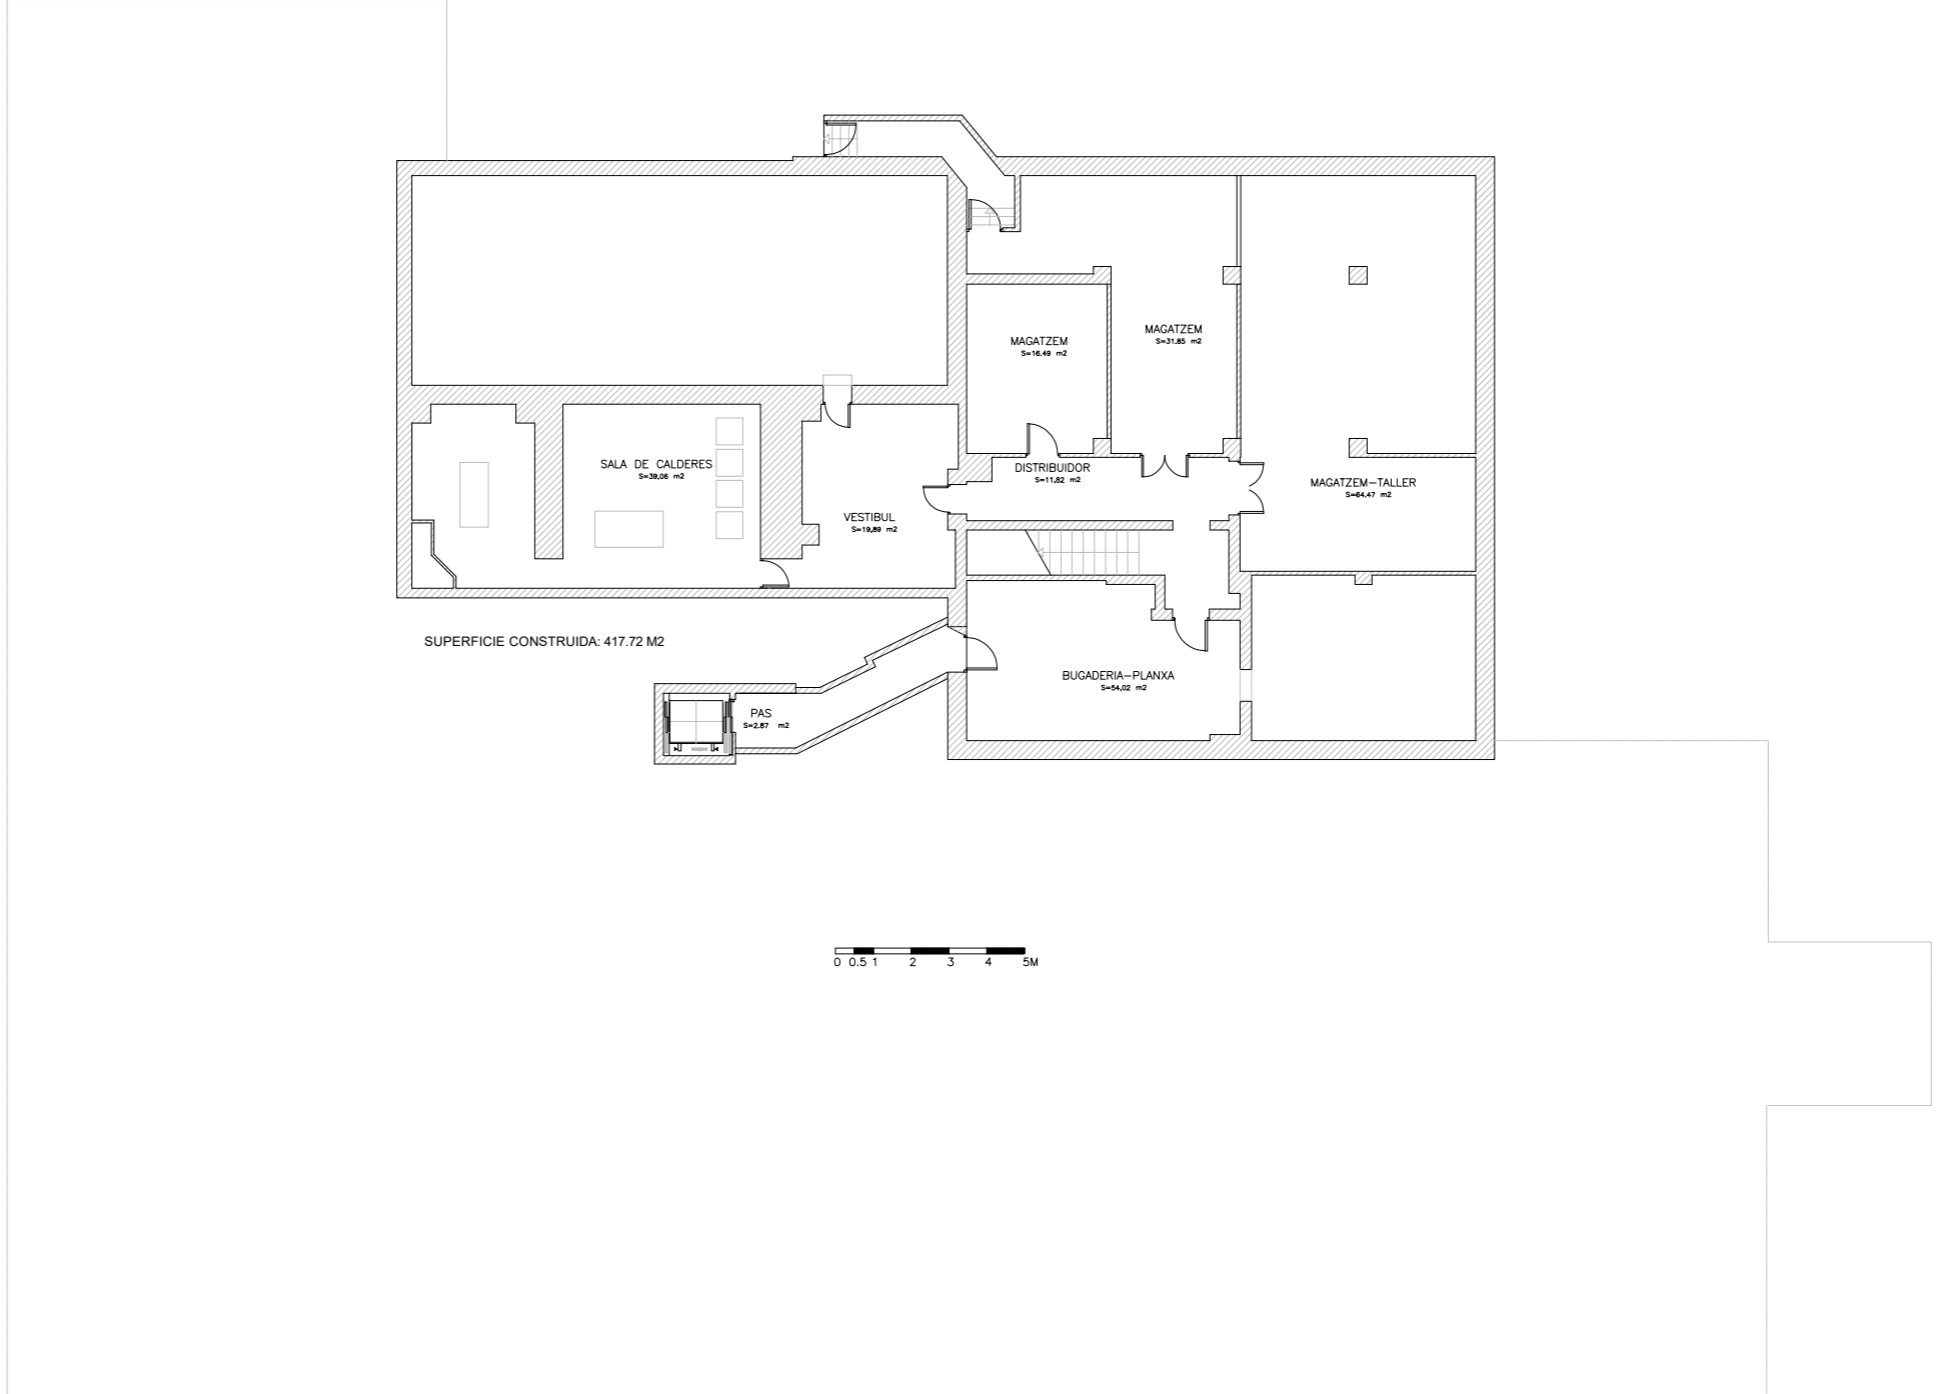 MAGATZEM
S=31.85 m2
MAGATZEM
S=16.49 m2
SALA DE CALDERES
S=39,06 m2
DISTRIBUIDOR
S=11,82 m2
MAGATZEM-TALLER
S=64.47 m2
VESTIBUL
S=19,89 m2
SUPERFICIE CONSTRUIDA: 417.72 M2
BUGADERIA-PLANXA
S=54,02 m2
PAS
S=2.87 m2
0 0.5 1 2 3 4 5M